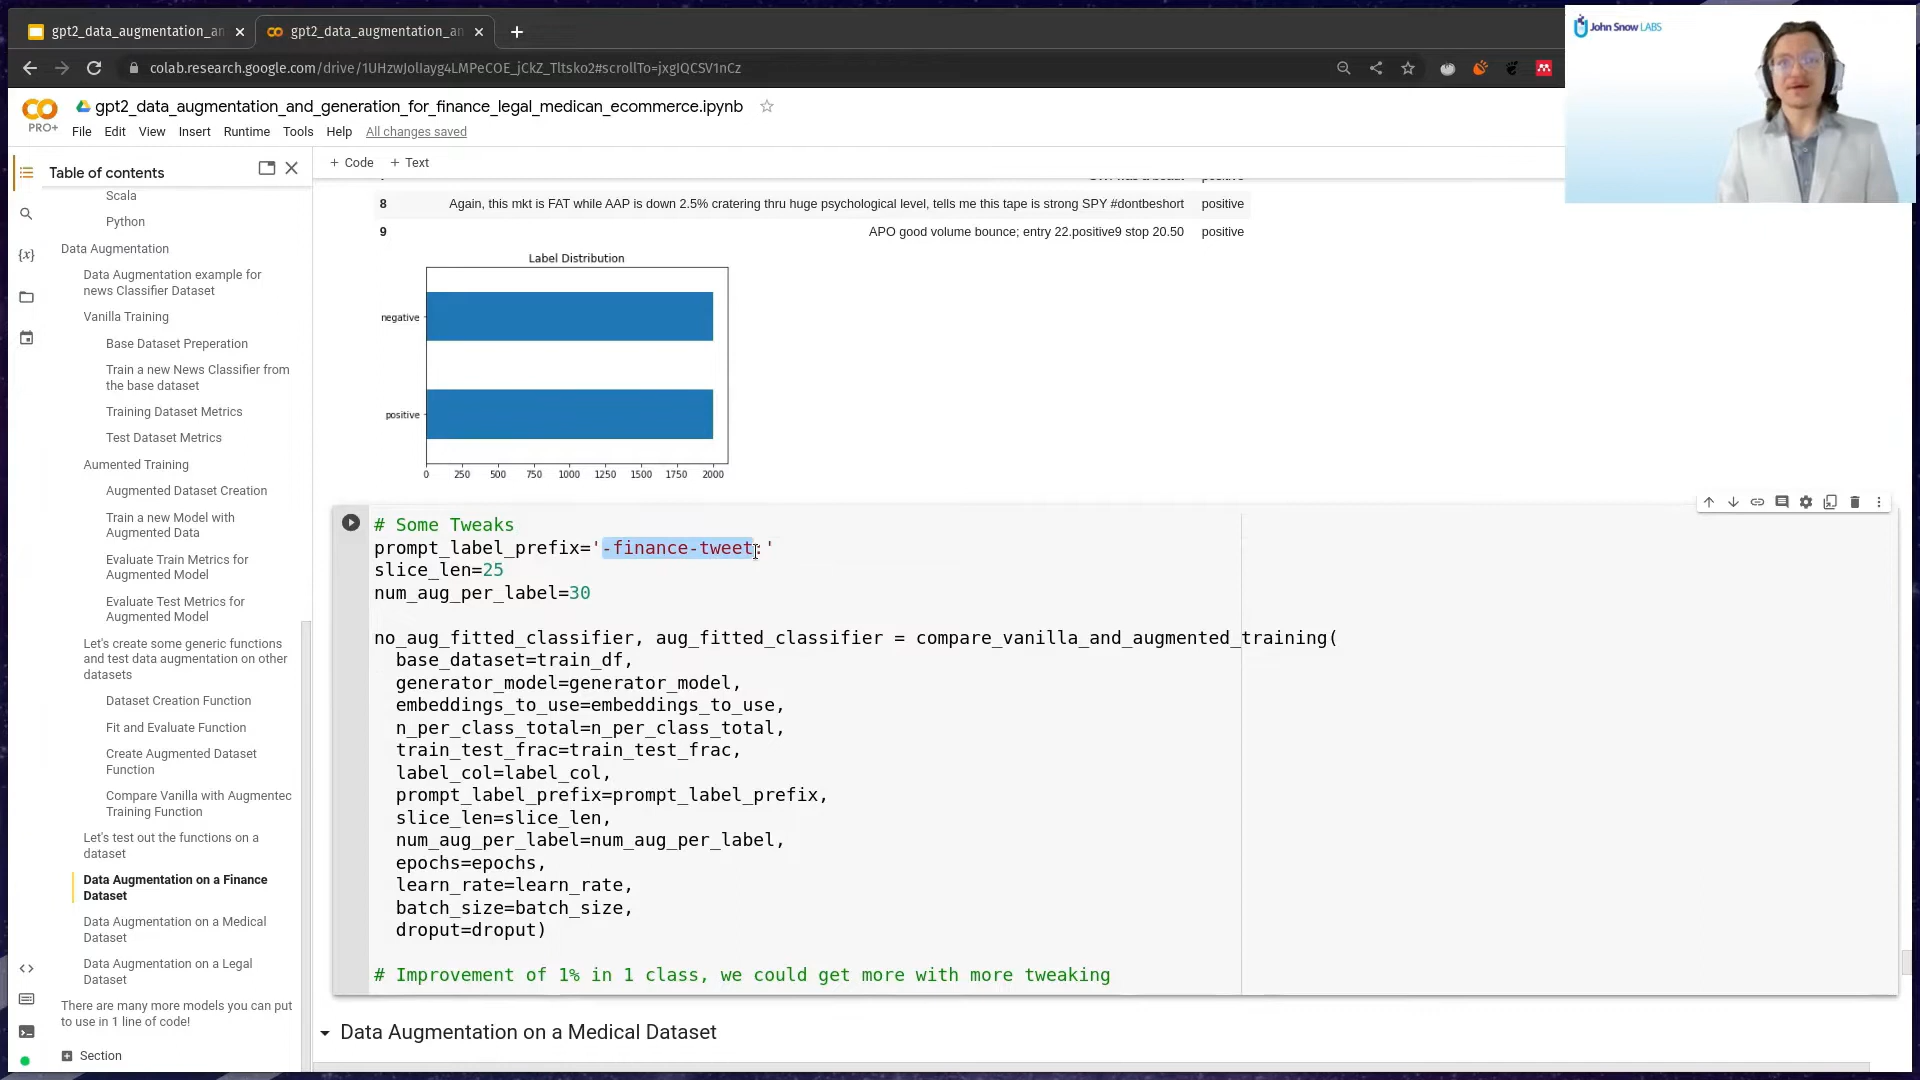 gpt2_data_augmentation_an
gpt2_data_augmentation_an
colab.research.google.com/drive/1UHzwJolIayg4LMPeCOE_jCkZ_Tltsko2#scrollTo=jxgIQCSV1nCz
John Snow LABS
PRO+
gpt2_data_augmentation_and_generation_for_finance_legal_medican_ecommerce.ipynb
File Edit View Insert Runtime Tools Help All changes saved
Table of contents
+ Code + Text
Scala
Python
Data Augmentation
Data Augmentation example for
news Classifier Dataset
Vanilla Training
Base Dataset Preperation
Train a new News Classifier from
the base dataset
Training Dataset Metrics
Test Dataset Metrics
Aumented Training
Augmented Dataset Creation
Train a new Model with
Augmented Data
Evaluate Train Metrics for
Augmented Model
Evaluate Test Metrics for
Augmented Model
Let's create some generic functions
and test data augmentation on other
datasets
Dataset Creation Function
Fit and Evaluate Function
Create Augmented Dataset
Function
Compare Vanilla with Augmentec
Training Function
Let's test out the functions on a
dataset
Data Augmentation on a Finance
Dataset
Data Augmentation on a Medical
Dataset
Data Augmentation on a Legal
Dataset
There are many more models you can put
to use in 1 line of code!
Section
8 Again, this mkt is FAT while AAP is down 2.5% cratering thru huge psychological level, tells me this tape is strong SPY #dontbeshort positive
9 APO good volume bounce; entry 22.positive9 stop 20.50 positive
Label Distribution
negative
positive
0 250 500 750 1000 1250 1500 1750 2000
# Some Tweaks
prompt_label_prefix='-finance-tweet:'
slice_len=25
num_aug_per_label=30
no_aug_fitted_classifier, aug_fitted_classifier = compare_vanilla_and_augmented_training(
base_dataset=train_df,
generator_model=generator_model,
embeddings_to_use=embeddings_to_use,
n_per_class_total=n_per_class_total,
train_test_frac=train_test_frac,
label_col=label_col,
prompt_label_prefix=prompt_label_prefix,
slice_len=slice_len,
num_aug_per_label=num_aug_per_label,
epochs=epochs,
learn_rate=learn_rate,
batch_size=batch_size,
droput=droput)
# Improvement of 1% in 1 class, we could get more with more tweaking
Data Augmentation on a Medical Dataset